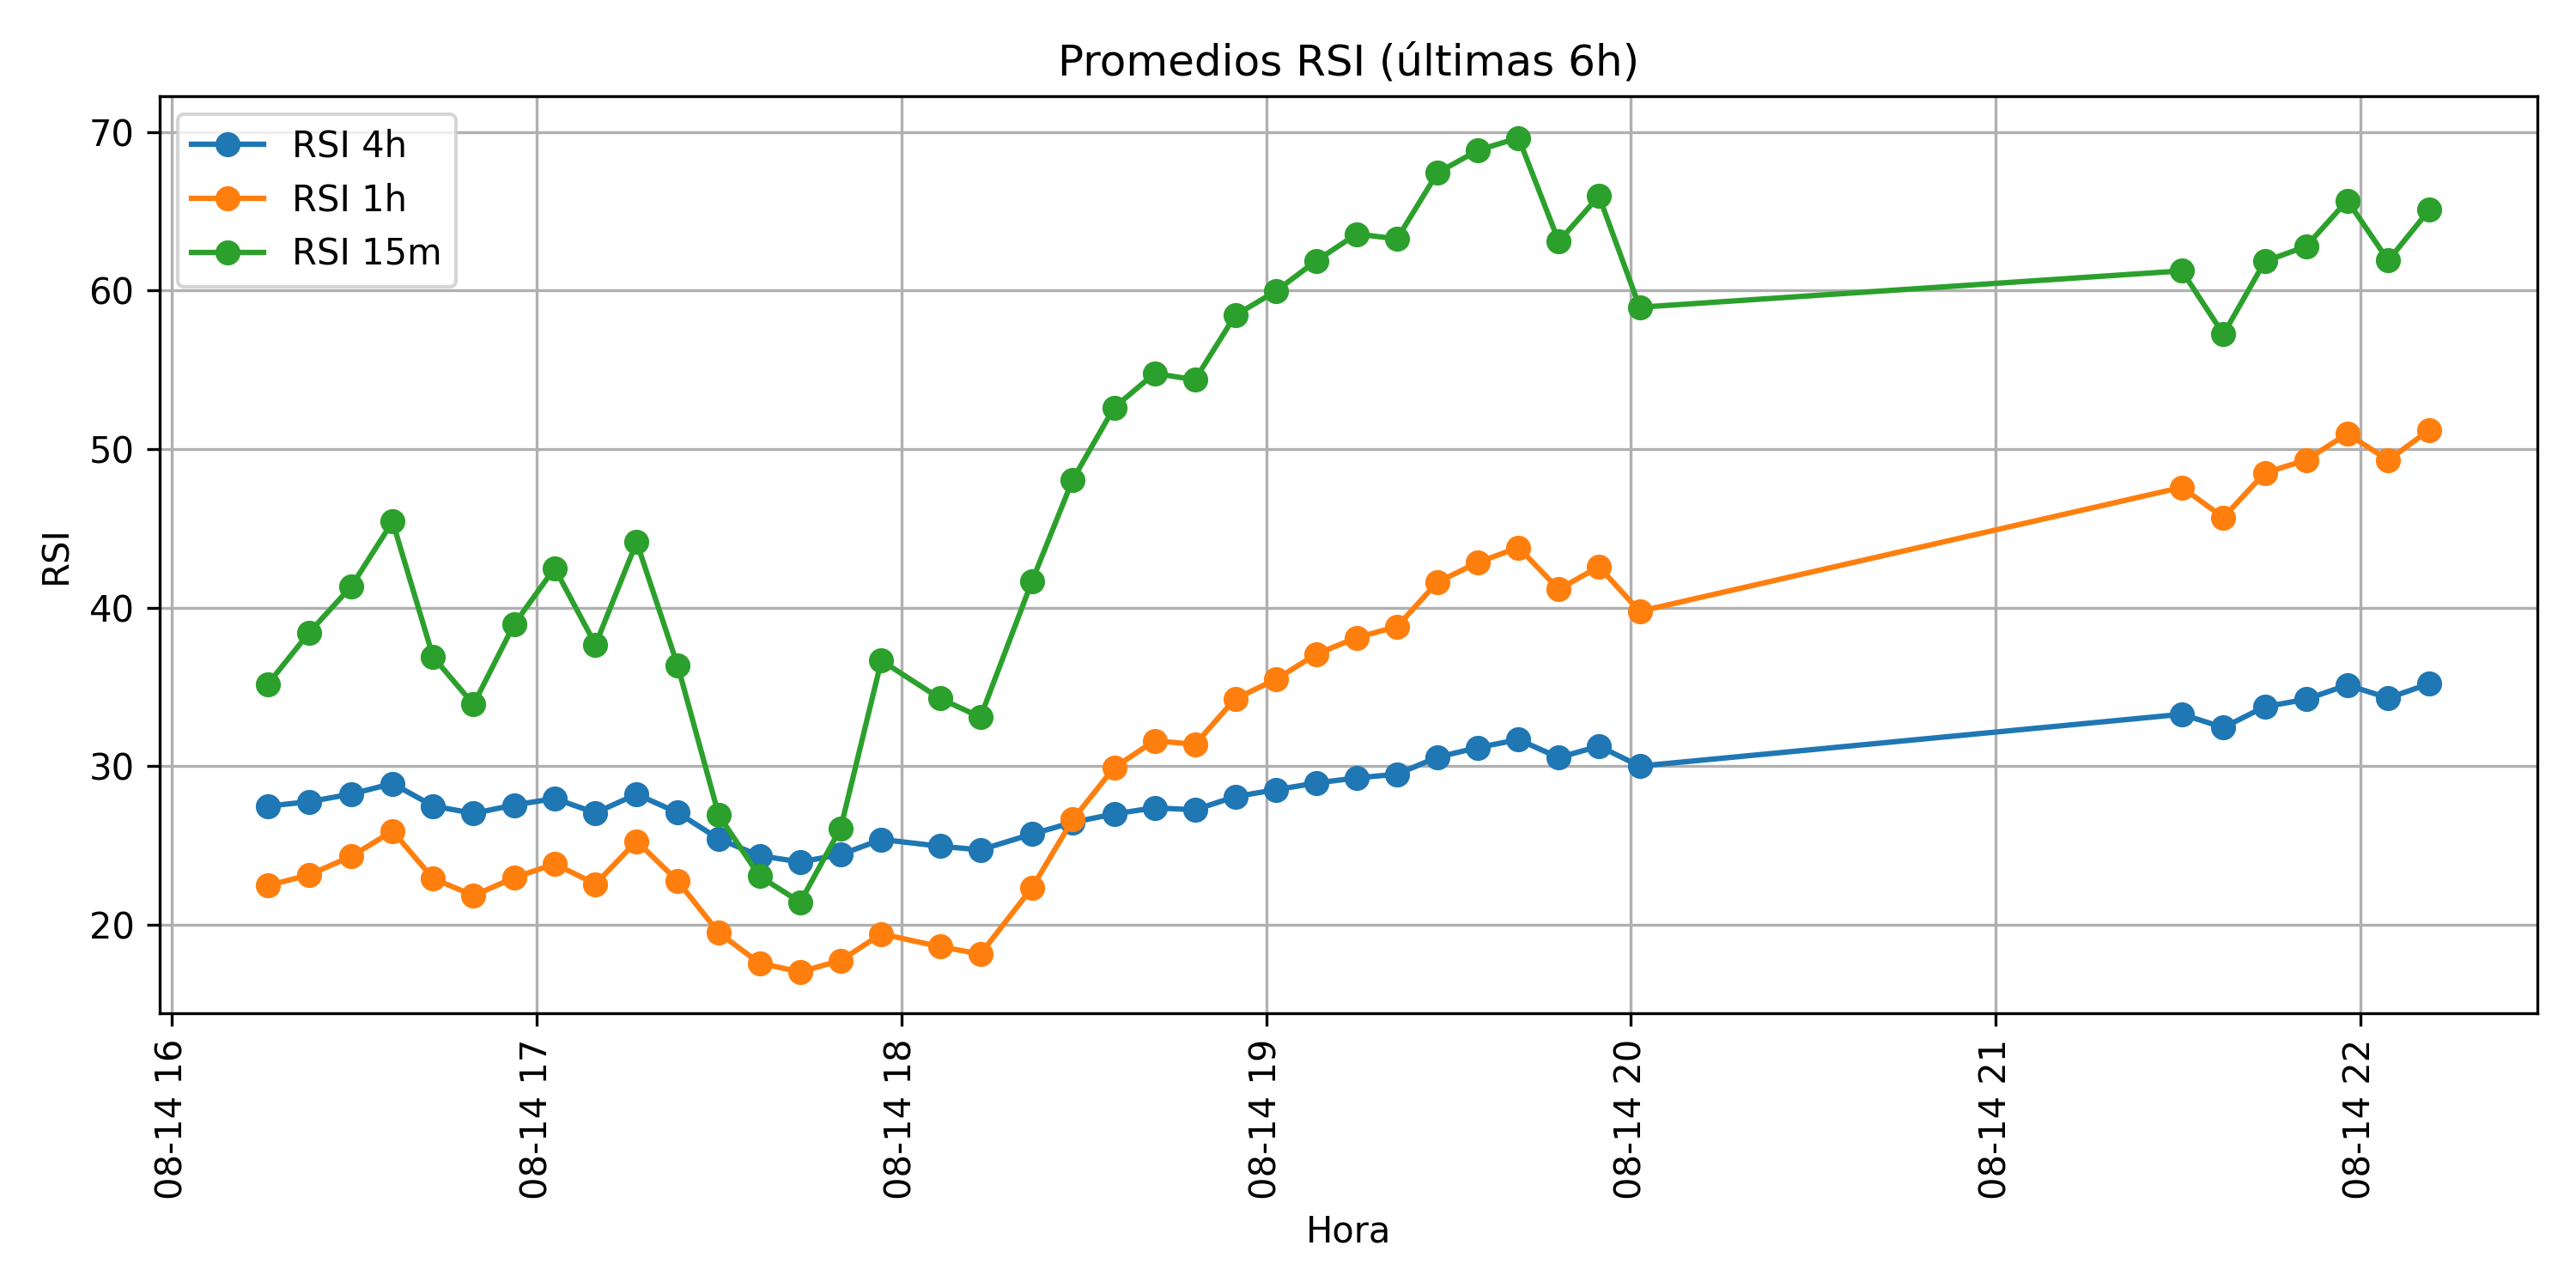 Promedios RSI (últimas 6h)
RSI 4h
RSI 1h
RSI 15m
RSI
70
60
50
40
30
20
08-14 16
08-14 17
08-14 18
08-14 19
08-14 20
08-14 21
08-14 22
Hora